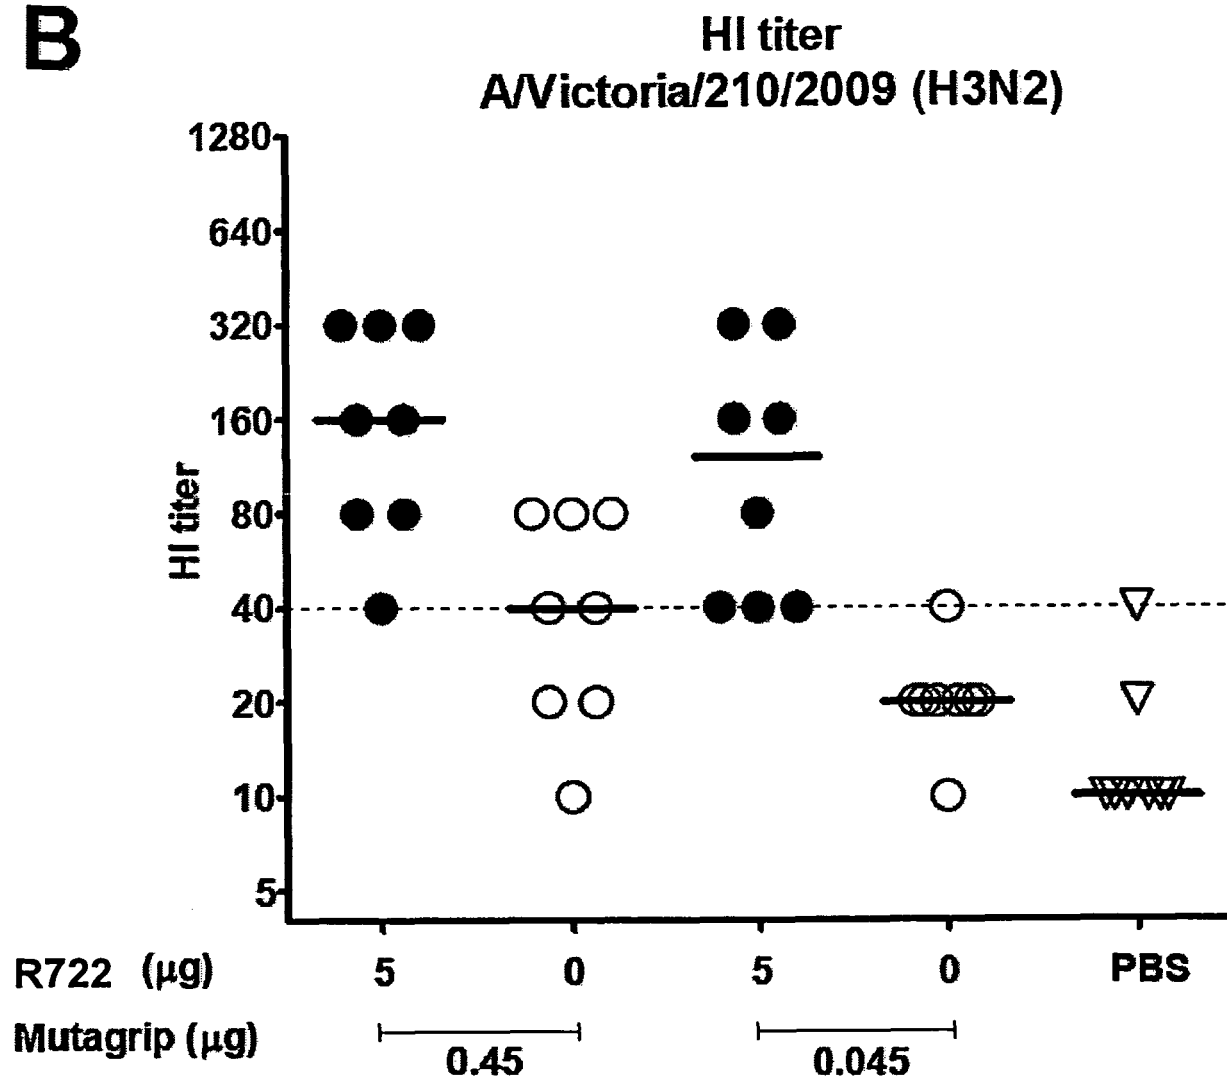 B
HI titer
A/Victoria/210/2009 (H3N2)
HI titer
1280
640
320
160
80
40
20
10
5
R722 (μg) 5 0 5 0 PBS
Mutagrip (μg) 0.45 0.045